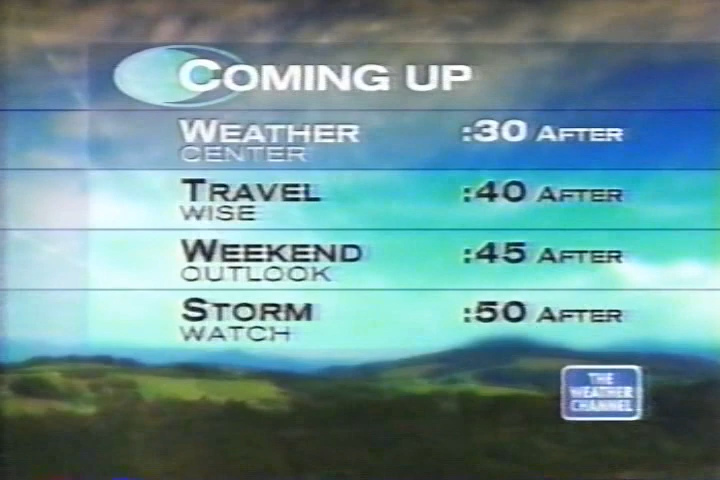 COMING UP
WEATHER :30 AFTER
CENTER
TRAVEL :40 AFTER
WISE
WEEKEND :45 AFTER
OUTLOOK
STORM :50 AFTER
WATCH
THE
WEATHER
CHANNEL